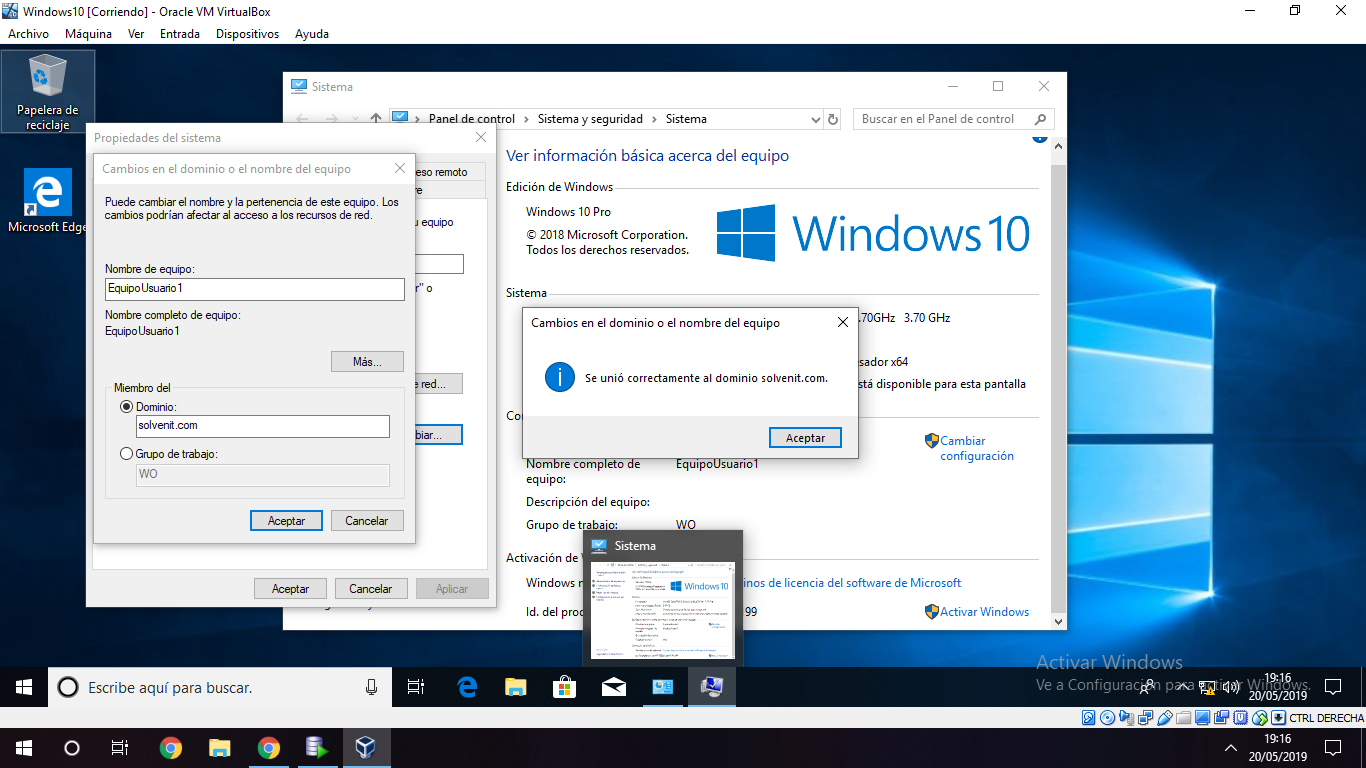 Windows10 [Corriendo] - Oracle VM VirtualBox
Archivo Máquina Ver Entrada Dispositivos Ayuda
Papelera de
reciclaje
Microsoft Edge
Sistema
Panel de control > Sistema y seguridad > Sistema
Buscar en el Panel de control
Propiedades del sistema
Cambios en el dominio o el nombre del equipo
Puede cambiar el nombre y la pertenencia de este equipo. Los
cambios podrían afectar al acceso a los recursos de red.
Nombre de equipo:
EquipoUsuario1
Nombre completo de equipo:
EquipoUsuario1
Más...
Miembro del
Dominio:
solvenit.com
Grupo de trabajo:
WO
Aceptar Cancelar
eso remoto
re
u equipo
r" o
e red...
biar...
Aceptar Cancelar Aplicar
Ver información básica acerca del equipo
Edición de Windows
Windows 10 Pro
© 2018 Microsoft Corporation.
Todos los derechos reservados.
Windows 10
Sistema
.70GHz 3.70 GHz
esador x64
stá disponible para esta pantalla
Co
Cambios en el dominio o el nombre del equipo
Se unió correctamente al dominio solvenit.com.
Aceptar
Nombre completo de
equipo:
EquipoUsuario1
Cambiar
configuración
Descripción del equipo:
Grupo de trabajo: WO
Activación de
Windows n
inos de licencia del software de Microsoft
Id. del proc
99
Activar Windows
Sistema
Activar Windows
Ve a Configuración para activar Windows.
Escribe aquí para buscar.
19:16
20/05/2019
CTRL DERECHA
19:16
20/05/2019